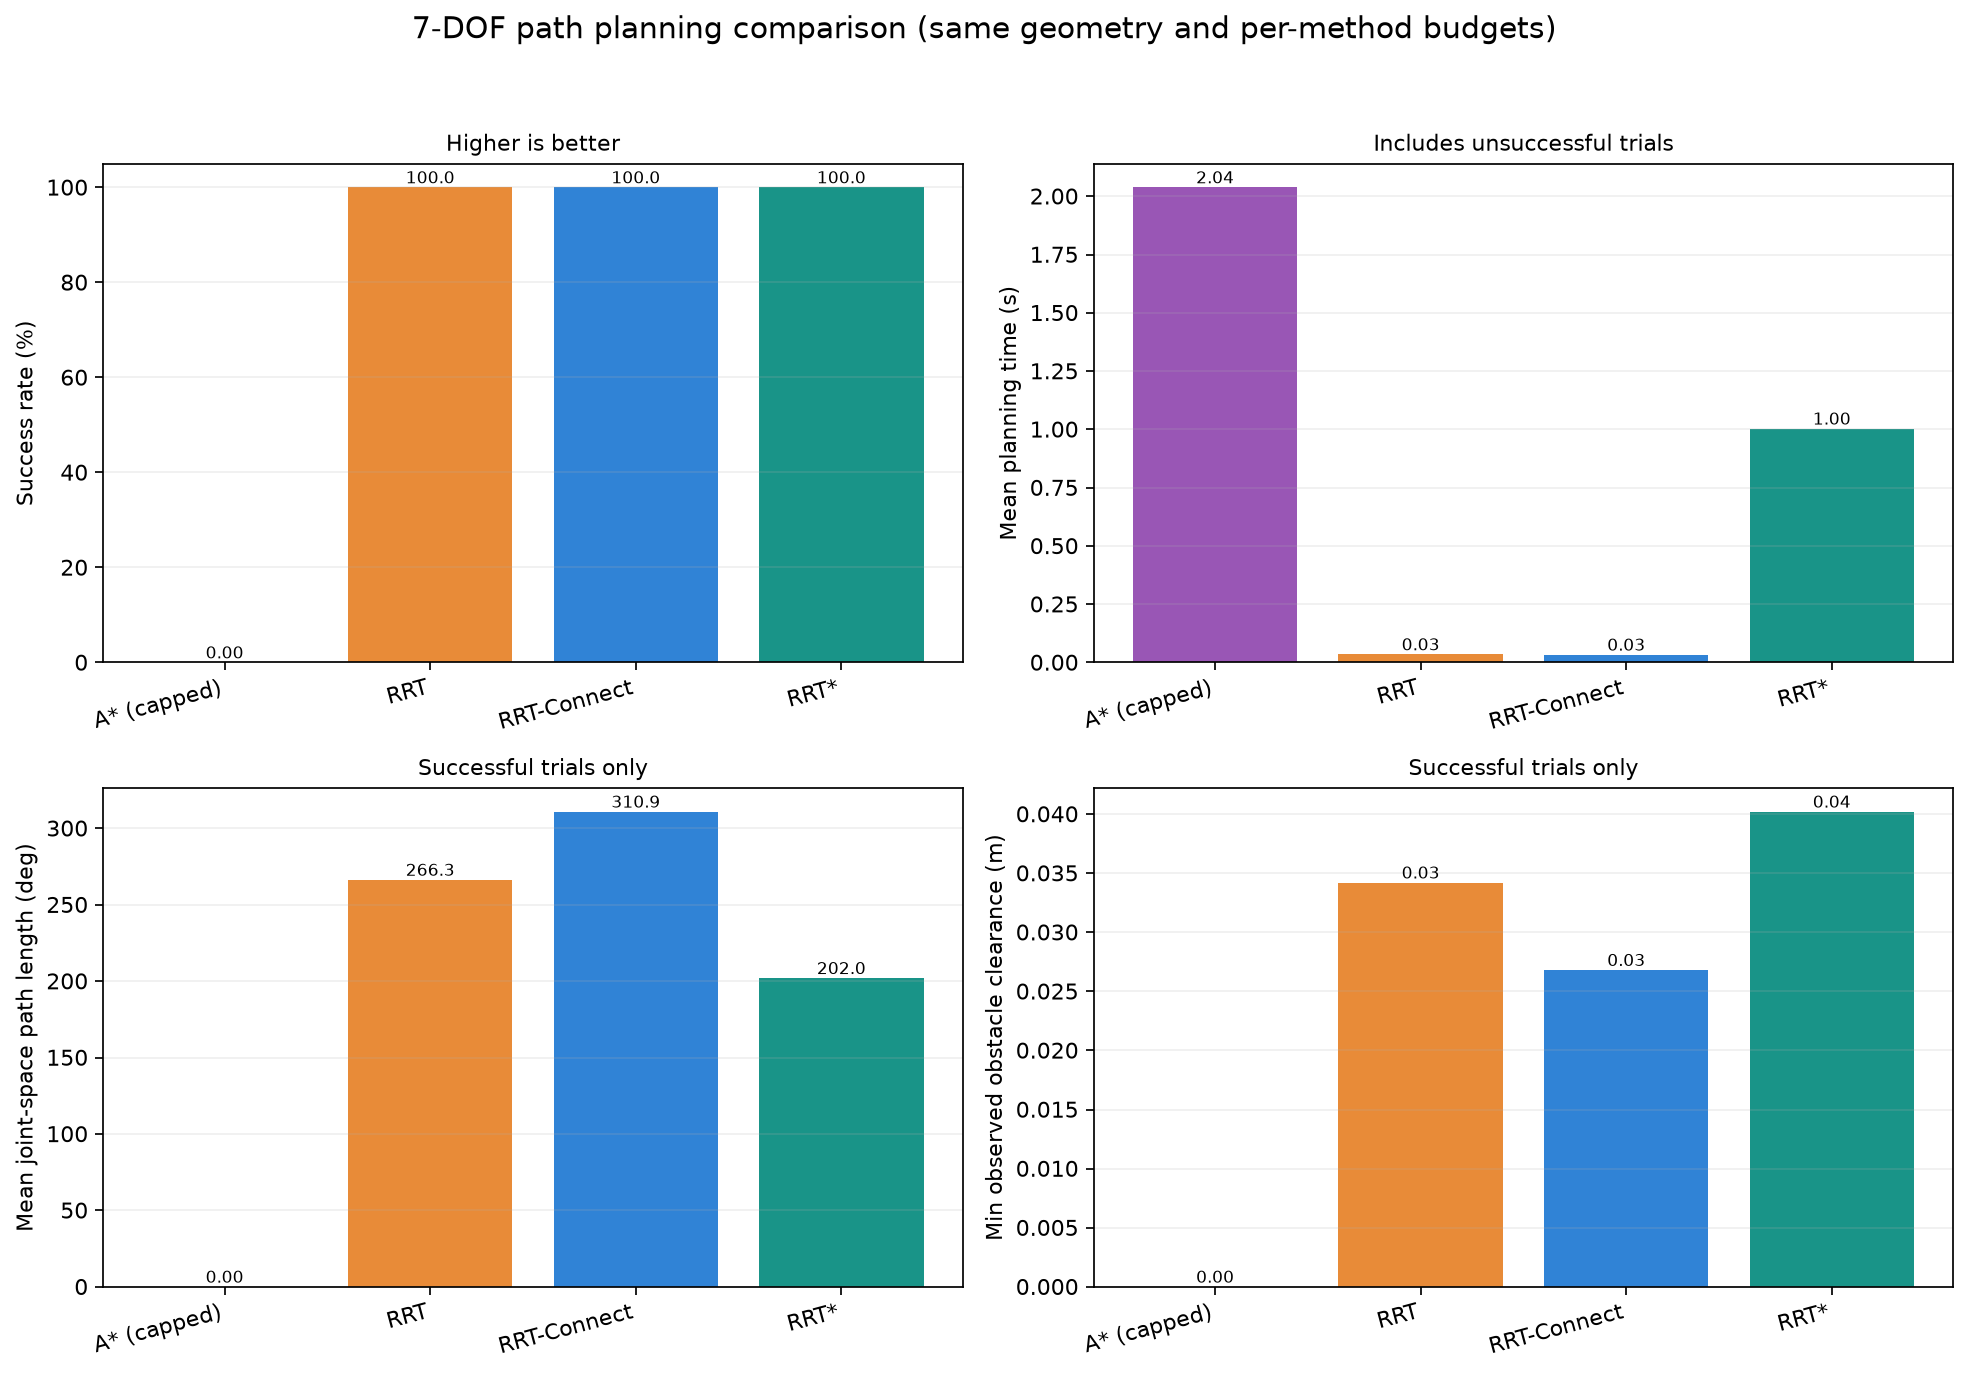 7-DOF path planning comparison (same geometry and per-method budgets)
Higher is better
Success rate (%)
100
80
60
40
20
0
0.00
100.0
100.0
100.0
A* (capped)
RRT
RRT-Connect
RRT*
Includes unsuccessful trials
Mean planning time (s)
2.00
1.75
1.50
1.25
1.00
0.75
0.50
0.25
0.00
2.04
0.03
0.03
1.00
A* (capped)
RRT
RRT-Connect
RRT*
Successful trials only
Mean joint-space path length (deg)
300
250
200
150
100
50
0
0.00
266.3
310.9
202.0
A* (capped)
RRT
RRT-Connect
RRT*
Successful trials only
Min observed obstacle clearance (m)
0.040
0.035
0.030
0.025
0.020
0.015
0.010
0.005
0.000
0.00
0.03
0.03
0.04
A* (capped)
RRT
RRT-Connect
RRT*